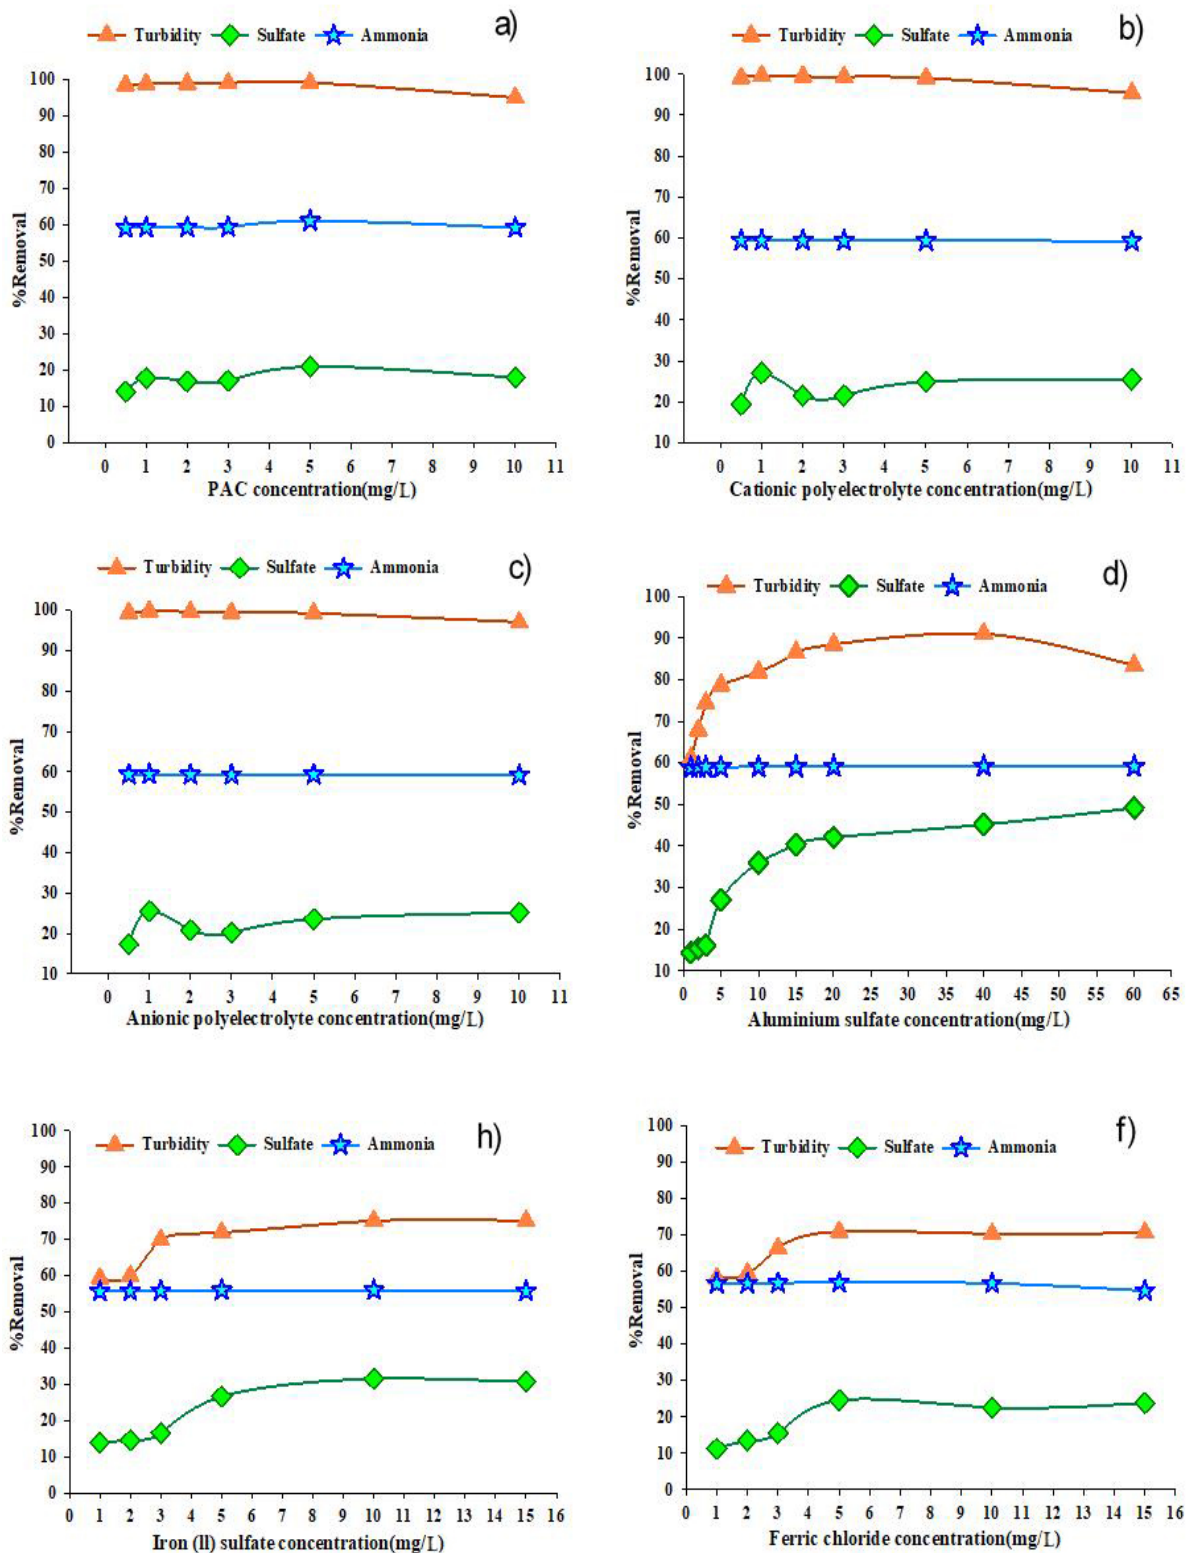 a)
Turbidity Sulfate Ammonia
100
90
80
70
60
50
40
30
20
10
0
%Removal
0 1 2 3 4 5 6 7 8 9 10 11
PAC concentration(mg/L)
b)
Turbidity Sulfate Ammonia
100
90
80
70
60
50
40
30
20
10
%Removal
0 1 2 3 4 5 6 7 8 9 10 11
Cationic polyelectrolyte concentration(mg/L)
c)
Turbidity Sulfate Ammonia
100
90
80
70
60
50
40
30
20
10
%Removal
0 1 2 3 4 5 6 7 8 9 10 11
Anionic polyelectrolyte concentration(mg/L)
d)
Turbidity Sulfate Ammonia
100
90
80
70
60
50
40
30
20
10
%Removal
0 5 10 15 20 25 30 35 40 45 50 55 60 65
Aluminium sulfate concentration(mg/L)
h)
Turbidity Sulfate Ammonia
100
90
80
70
60
50
40
30
20
10
0
%Removal
0 1 2 3 4 5 6 7 8 9 10 11 12 13 14 15 16
Iron (ll) sulfate concentration(mg/L)
f)
Turbidity Sulfate Ammonia
100
90
80
70
60
50
40
30
20
10
0
%Removal
0 1 2 3 4 5 6 7 8 9 10 11 12 13 14 15 16
Ferric chloride concentration(mg/L)